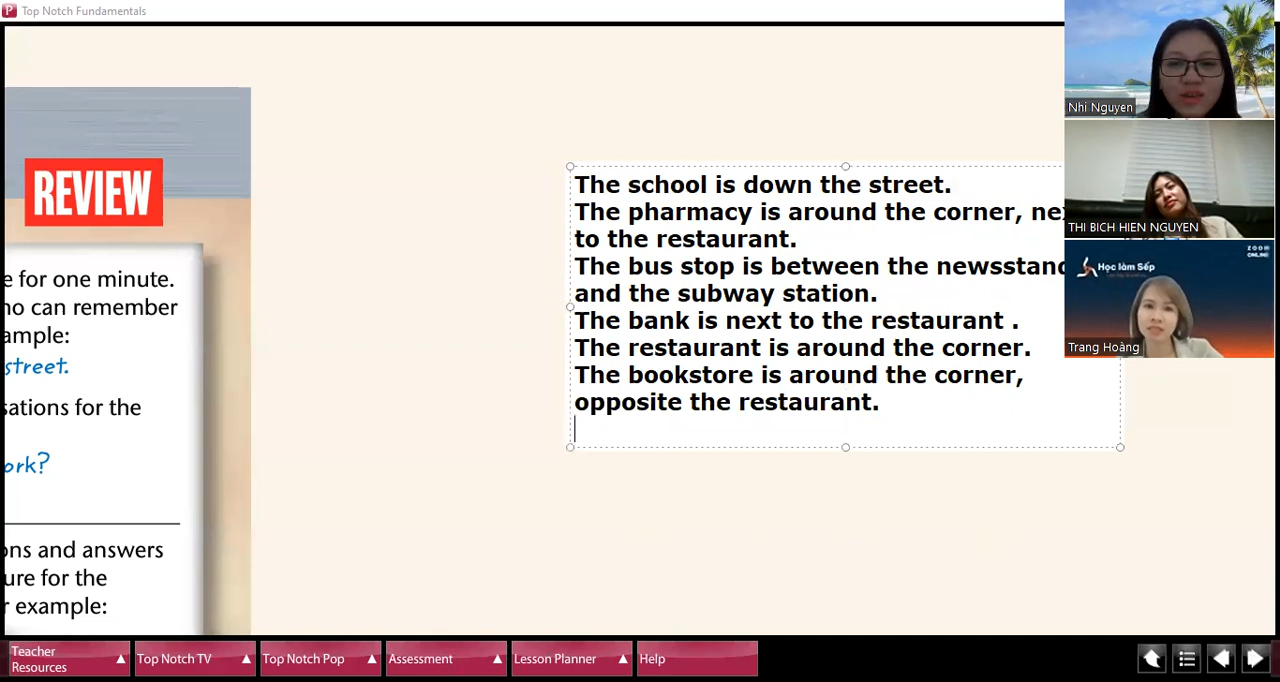 Top Notch Fundamentals
REVIEW
e for one minute.
ho can remember
ample:
street.
sations for the
ork?
ons and answers
ure for the
r example:
The school is down the street.
The pharmacy is around the corner, nex
to the restaurant.
The bus stop is between the newsstand
and the subway station.
The bank is next to the restaurant .
The restaurant is around the corner.
The bookstore is around the corner,
opposite the restaurant.
Nhi Nguyen
THI BICH HIEN NGUYEN
Học làm Sếp
ZOOM
ONLINE
Trang Hoàng
Teacher
Resources
Top Notch TV
Top Notch Pop
Assessment
Lesson Planner
Help